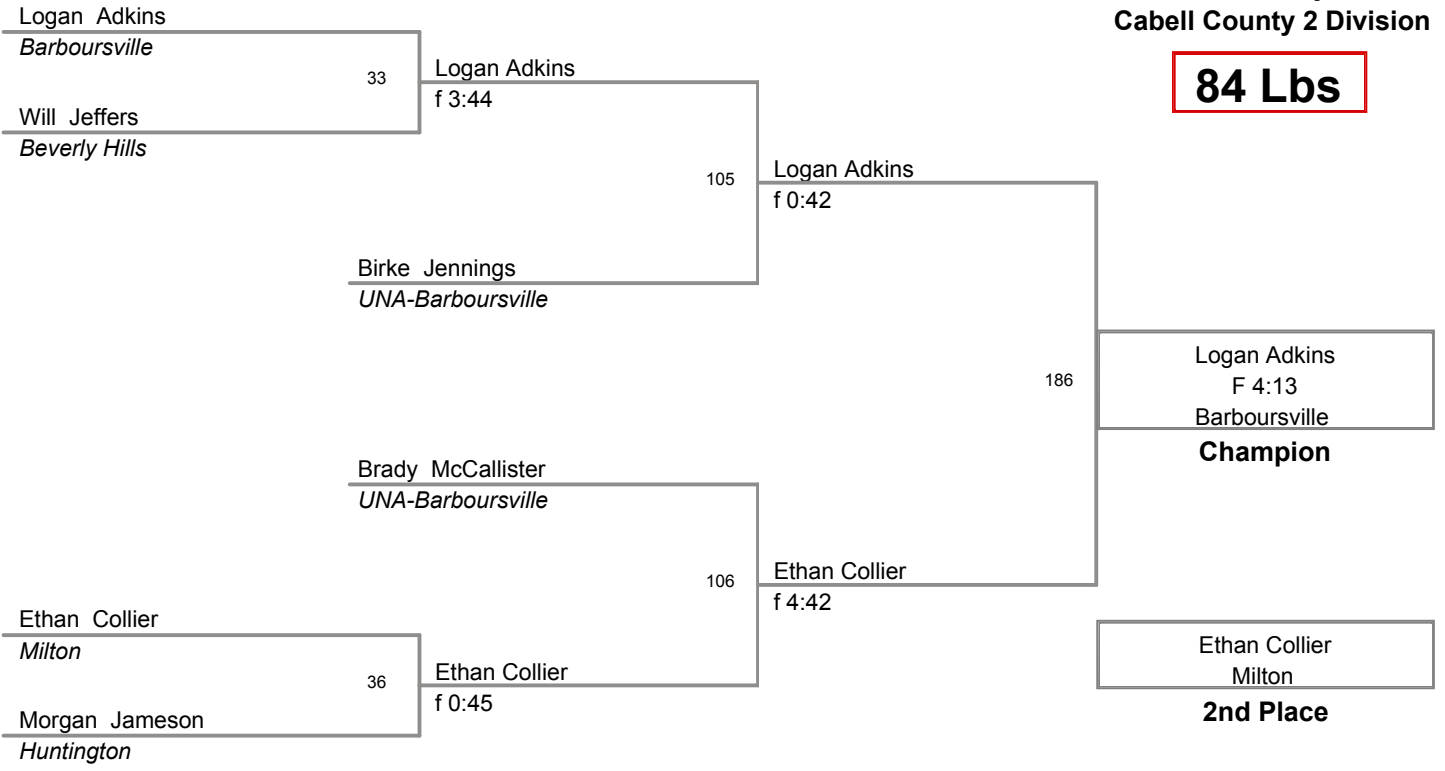 Cabell County 2 Division
84 Lbs
Logan Adkins
Barboursville
33
Will Jeffers
Beverly Hills
Logan Adkins
f 3:44
105
Birke Jennings
UNA-Barboursville
Logan Adkins
f 0:42
186
Brady McCallister
UNA-Barboursville
106
Ethan Collier
Milton
36
Morgan Jameson
Huntington
Ethan Collier
f 0:45
Ethan Collier
f 4:42
Logan Adkins
F 4:13
Barboursville
Champion
Ethan Collier
Milton
2nd Place